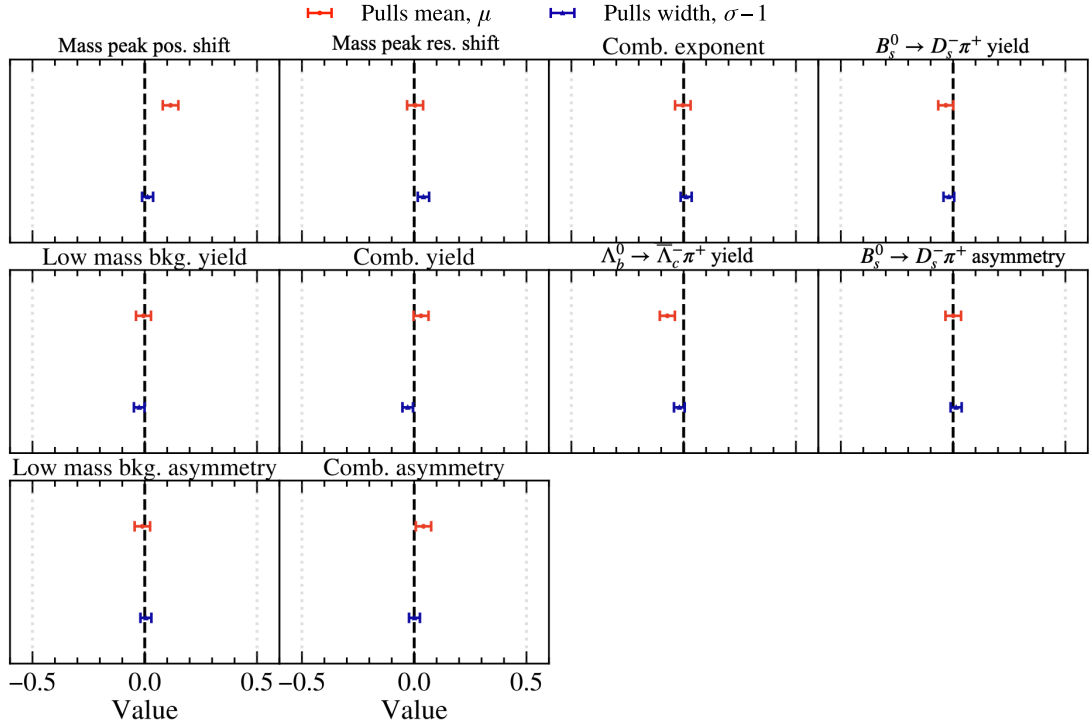 Pulls mean, μ Pulls width, σ−1
Mass peak pos. shift Mass peak res. shift Comb. exponent B_s^0 → D_s^− π^+ yield
Low mass bkg. yield Comb. yield Λ_b^0 → Λ̅_c^− π^+ yield B_s^0 → D_s^− π^+ asymmetry
Low mass bkg. asymmetry Comb. asymmetry
−0.5 0.0 0.5 −0.5 0.0 0.5
Value Value